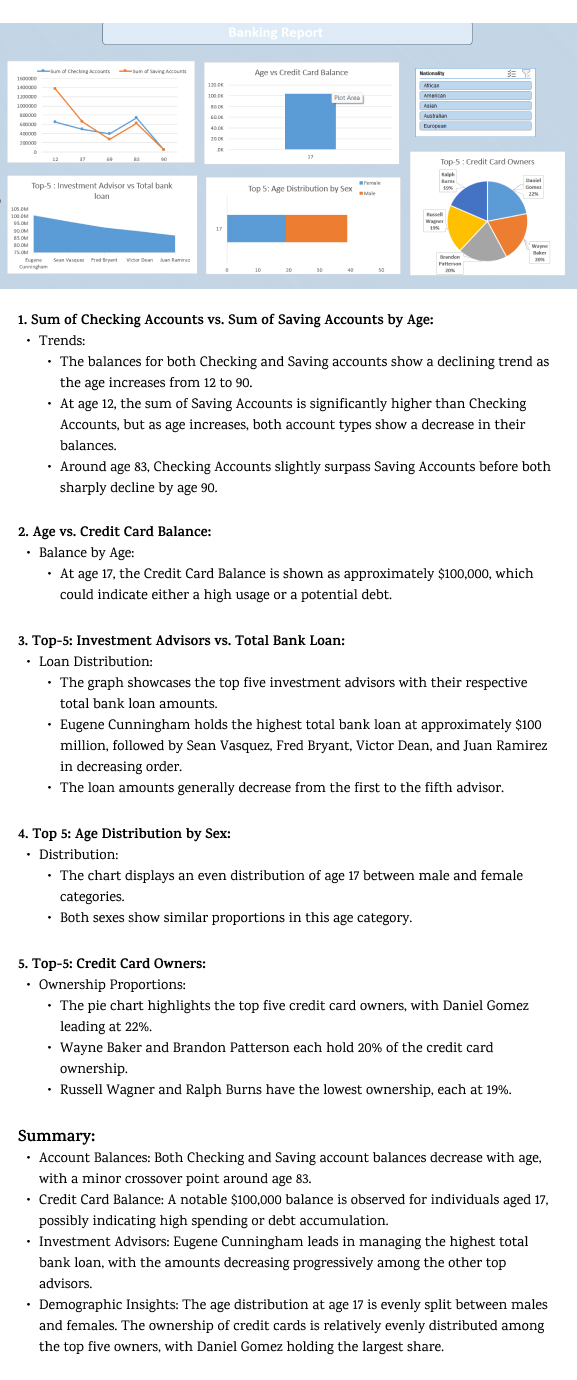 Banking Report
Sum of Checking Accounts
Sum of Saving Accounts
1600000
1400000
1200000
1000000
800000
600000
400000
200000
0
12 37 69 83 90
Age vs Credit Card Balance
120.0K
100.0K
80.0K
60.0K
40.0K
20.0K
.0K
Plot Area
17
Nationality
African
American
Asian
Australian
European
Top-5 : Investment Advisor vs Total bank
loan
105.0M
100.0M
95.0M
90.0M
85.0M
80.0M
75.0M
Eugene Sean Vasquez Fred Bryant Victor Dean Juan Ramirez
Cunningham
Top 5: Age Distribution by Sex
Female
Male
17
0 10 20 30 40 50
Top-5 : Credit Card Owners
Ralph
Burns
19%
Daniel
Gomez
22%
Russell
Wagner
19%
Wayne
Baker
20%
Brandon
Patterson
20%
1. Sum of Checking Accounts vs. Sum of Saving Accounts by Age:
• Trends:
• The balances for both Checking and Saving accounts show a declining trend as
the age increases from 12 to 90.
• At age 12, the sum of Saving Accounts is significantly higher than Checking
Accounts, but as age increases, both account types show a decrease in their
balances.
• Around age 83, Checking Accounts slightly surpass Saving Accounts before both
sharply decline by age 90.
2. Age vs. Credit Card Balance:
• Balance by Age:
• At age 17, the Credit Card Balance is shown as approximately $100,000, which
could indicate either a high usage or a potential debt.
3. Top-5: Investment Advisors vs. Total Bank Loan:
• Loan Distribution:
• The graph showcases the top five investment advisors with their respective
total bank loan amounts.
• Eugene Cunningham holds the highest total bank loan at approximately $100
million, followed by Sean Vasquez, Fred Bryant, Victor Dean, and Juan Ramirez
in decreasing order.
• The loan amounts generally decrease from the first to the fifth advisor.
4. Top 5: Age Distribution by Sex:
• Distribution:
• The chart displays an even distribution of age 17 between male and female
categories.
• Both sexes show similar proportions in this age category.
5. Top-5: Credit Card Owners:
• Ownership Proportions:
• The pie chart highlights the top five credit card owners, with Daniel Gomez
leading at 22%.
• Wayne Baker and Brandon Patterson each hold 20% of the credit card
ownership.
• Russell Wagner and Ralph Burns have the lowest ownership, each at 19%.
Summary:
• Account Balances: Both Checking and Saving account balances decrease with age,
with a minor crossover point around age 83.
• Credit Card Balance: A notable $100,000 balance is observed for individuals aged 17,
possibly indicating high spending or debt accumulation.
• Investment Advisors: Eugene Cunningham leads in managing the highest total
bank loan, with the amounts decreasing progressively among the other top
advisors.
• Demographic Insights: The age distribution at age 17 is evenly split between males
and females. The ownership of credit cards is relatively evenly distributed among
the top five owners, with Daniel Gomez holding the largest share.